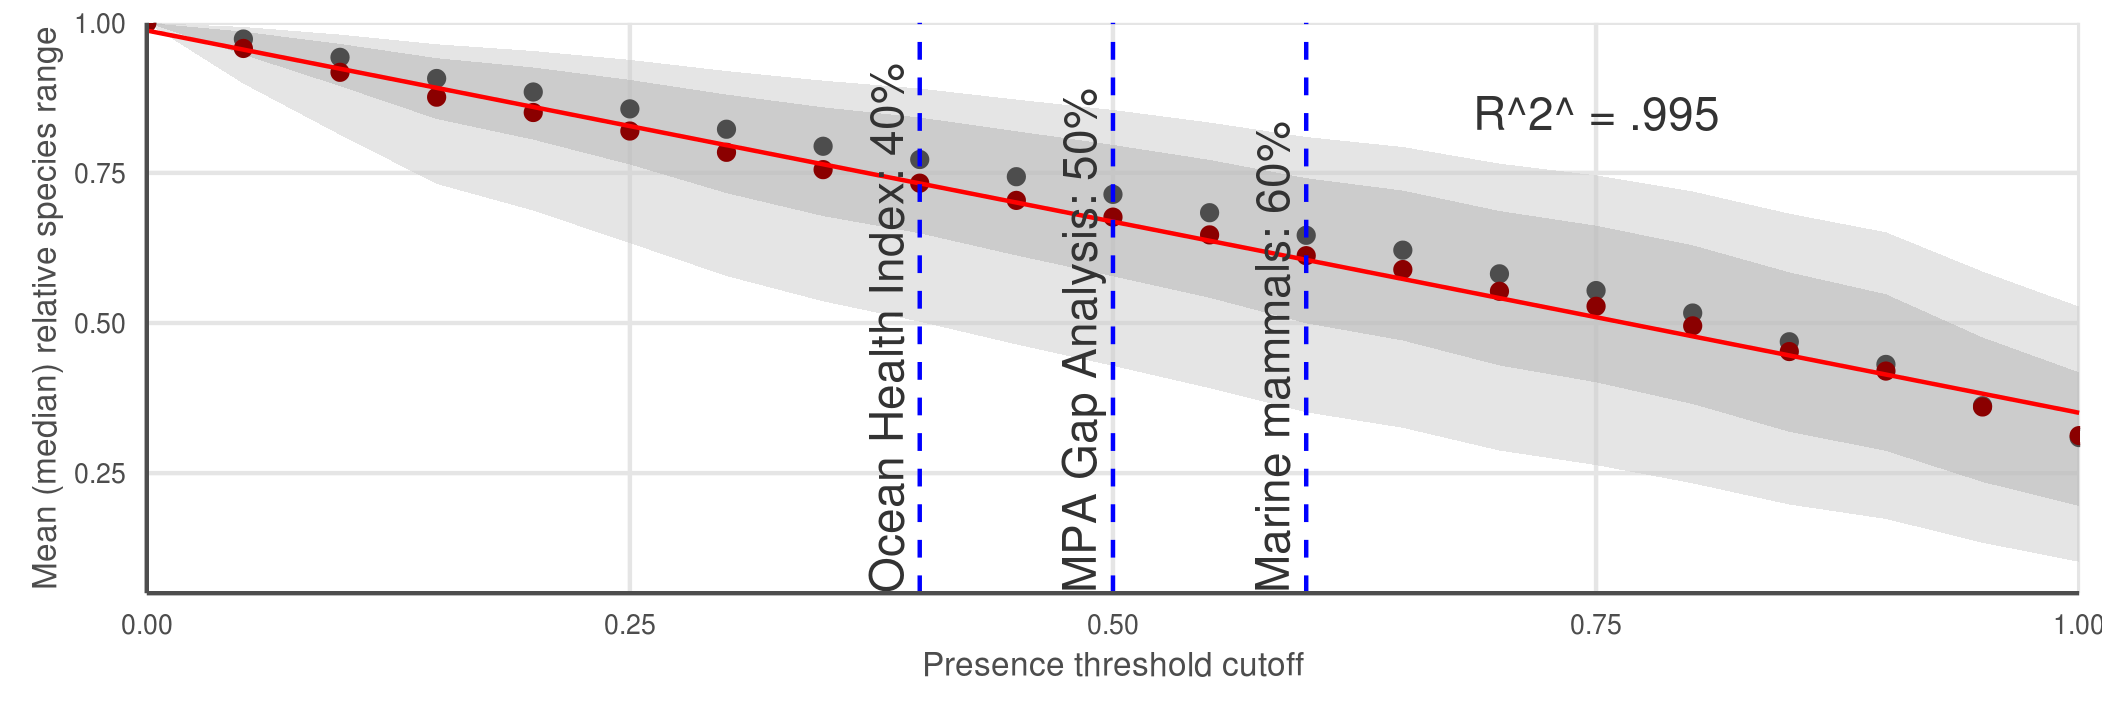 Mean (median) relative species range
1.00
0.75
0.50
0.25
Ocean Health Index: 40%
MPA Gap Analysis: 50%
Marine mammals: 60%
R^2^ = .995
0.00
0.25
0.50
0.75
1.00
Presence threshold cutoff